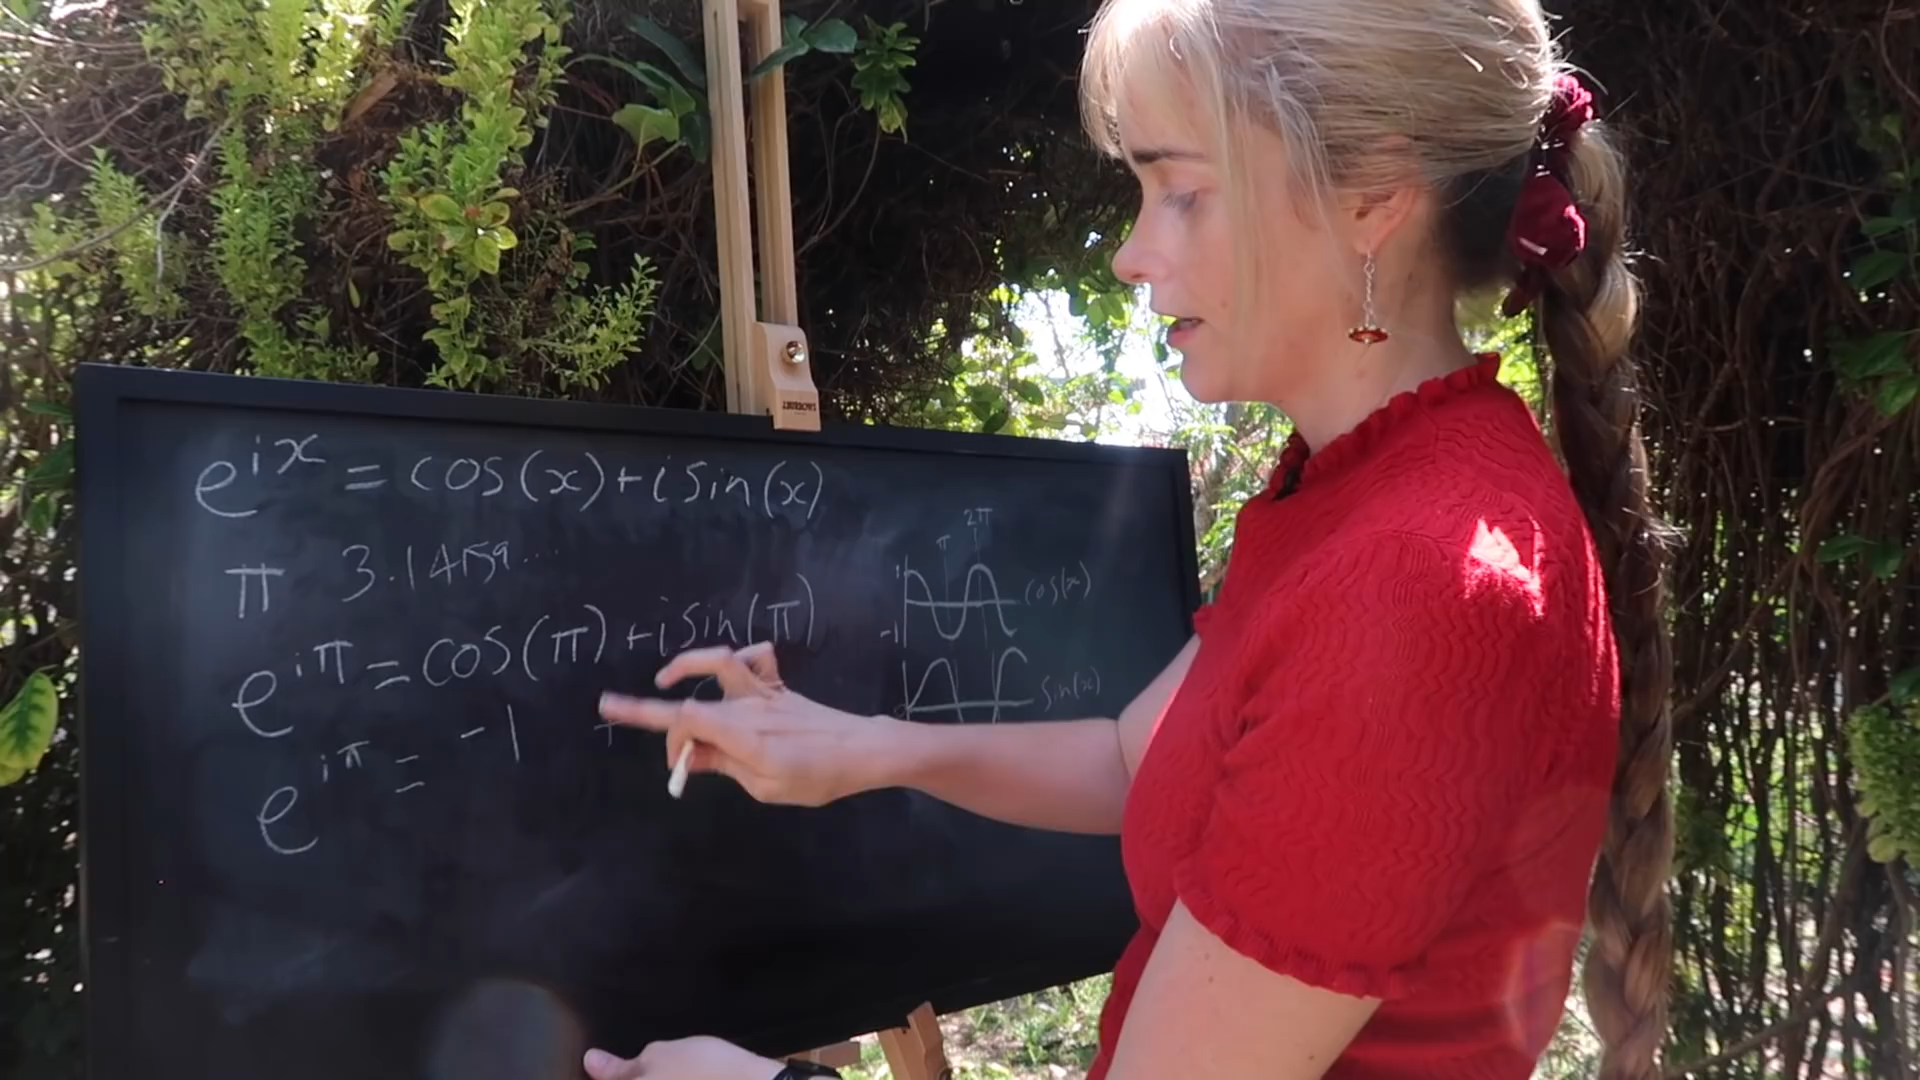 e^{ix} = cos(x) + i sin(x)
π 3.14159....
e^{iπ} = cos(π) + i sin(π)
e^{iπ} = -1 +
π 2π
1
-1
cos(x)
sin(x)